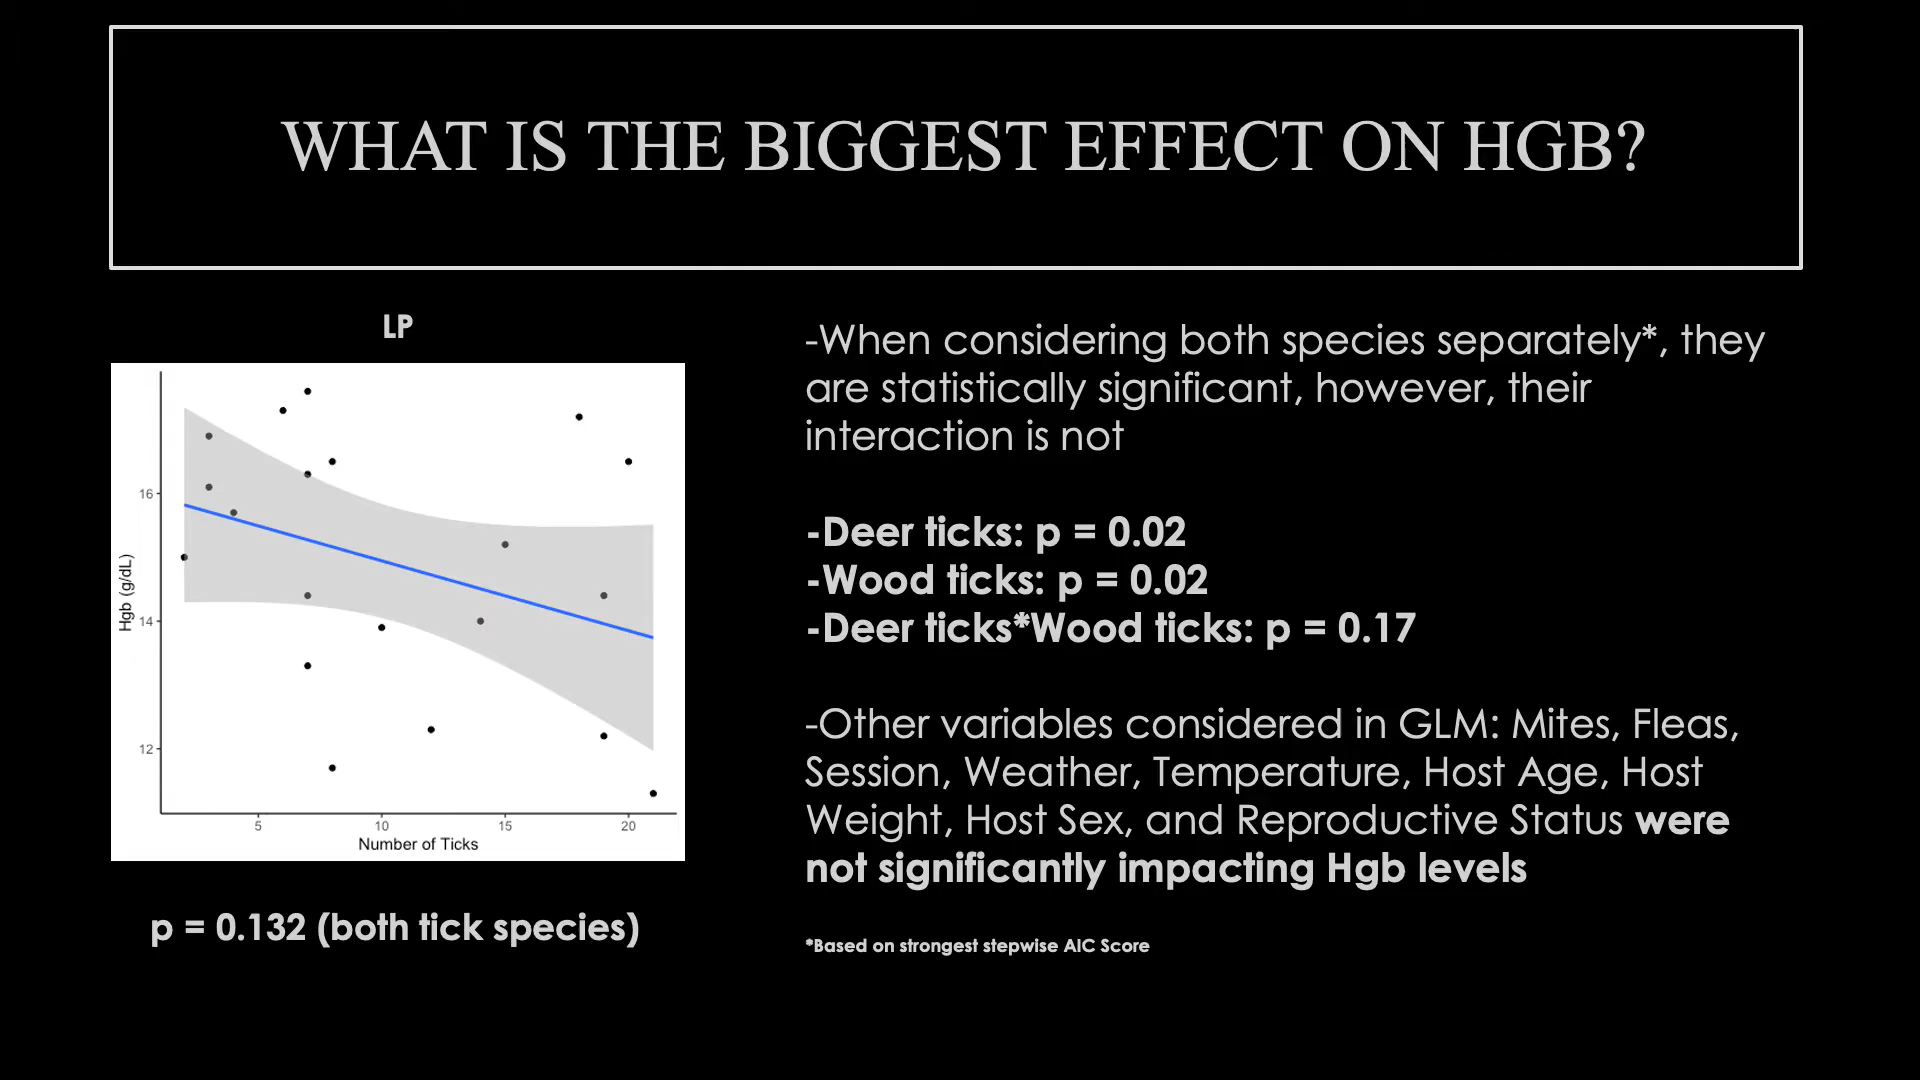 WHAT IS THE BIGGEST EFFECT ON HGB?
LP
16
14
12
Hgb (g/dL)
5 10 15 20
Number of Ticks
p = 0.132 (both tick species)
-When considering both species separately*, they
are statistically significant, however, their
interaction is not
-Deer ticks: p = 0.02
-Wood ticks: p = 0.02
-Deer ticks*Wood ticks: p = 0.17
-Other variables considered in GLM: Mites, Fleas,
Session, Weather, Temperature, Host Age, Host
Weight, Host Sex, and Reproductive Status were
not significantly impacting Hgb levels
*Based on strongest stepwise AIC Score